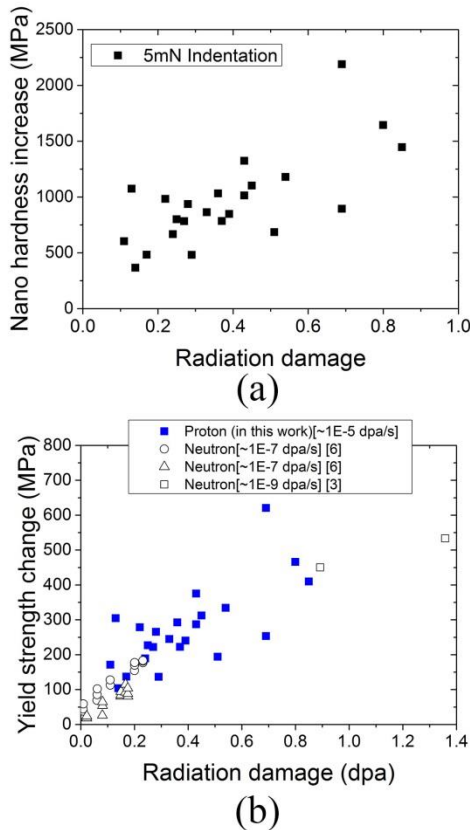 2500
2000
1500
1000
500
0
Nano hardness increase (MPa)
5mN Indentation
0.0 0.2 0.4 0.6 0.8 1.0
Radiation damage
(a)
Proton (in this work)[~1E-5 dpa/s]
Neutron[~1E-7 dpa/s] [6]
Neutron[~1E-7 dpa/s] [6]
Neutron[~1E-9 dpa/s] [3]
800
700
600
500
400
300
200
100
0
Yield strength change (MPa)
0.0 0.2 0.4 0.6 0.8 1.0 1.2 1.4
Radiation damage (dpa)
(b)